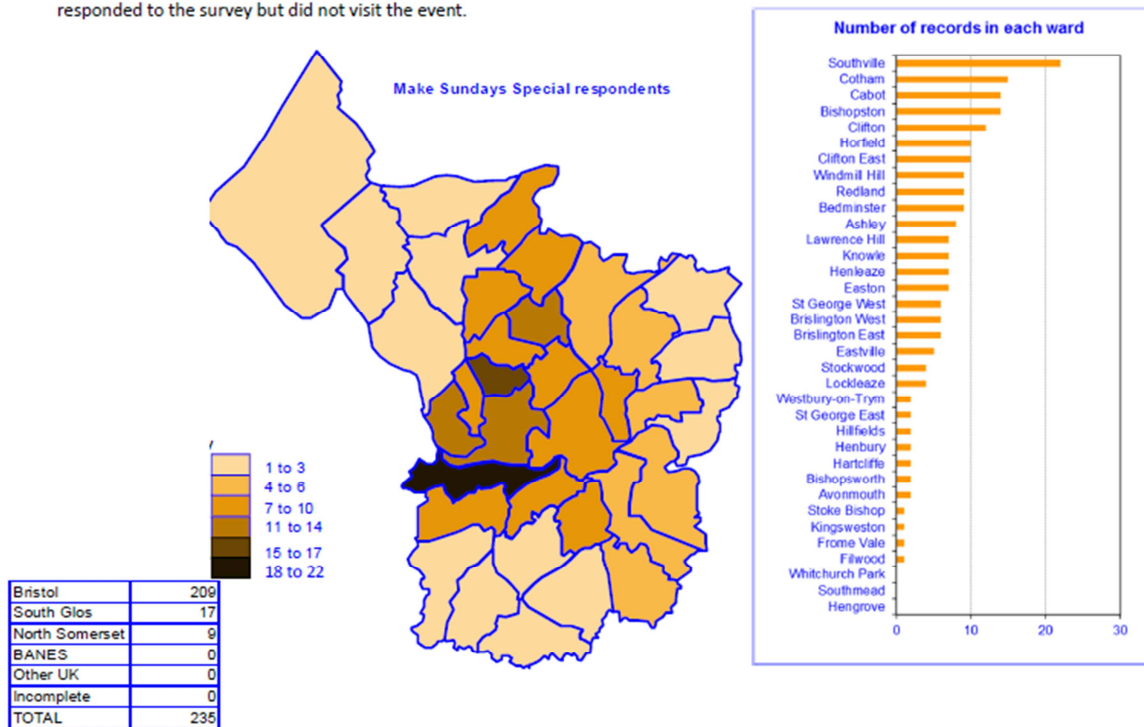 responded to the survey but did not visit the event.
Make Sundays Special respondents
1 to 3
4 to 6
7 to 10
11 to 14
15 to 17
18 to 22
Bristol 209
South Glos 17
North Somerset 9
BANES 0
Other UK 0
Incomplete 0
TOTAL 235
Number of records in each ward
Southville
Cotham
Cabot
Bishopston
Clifton
Horfield
Clifton East
Windmill Hill
Redland
Bedminster
Ashley
Lawrence Hill
Knowle
Henleaze
Easton
St George West
Brislington West
Brislington East
Eastville
Stockwood
Lockleaze
Westbury-on-Trym
St George East
Hillfields
Henbury
Hartcliffe
Bishopsworth
Avonmouth
Stoke Bishop
Kingsweston
Frome Vale
Filwood
Whitchurch Park
Southmead
Hengrove
0 10 20 30